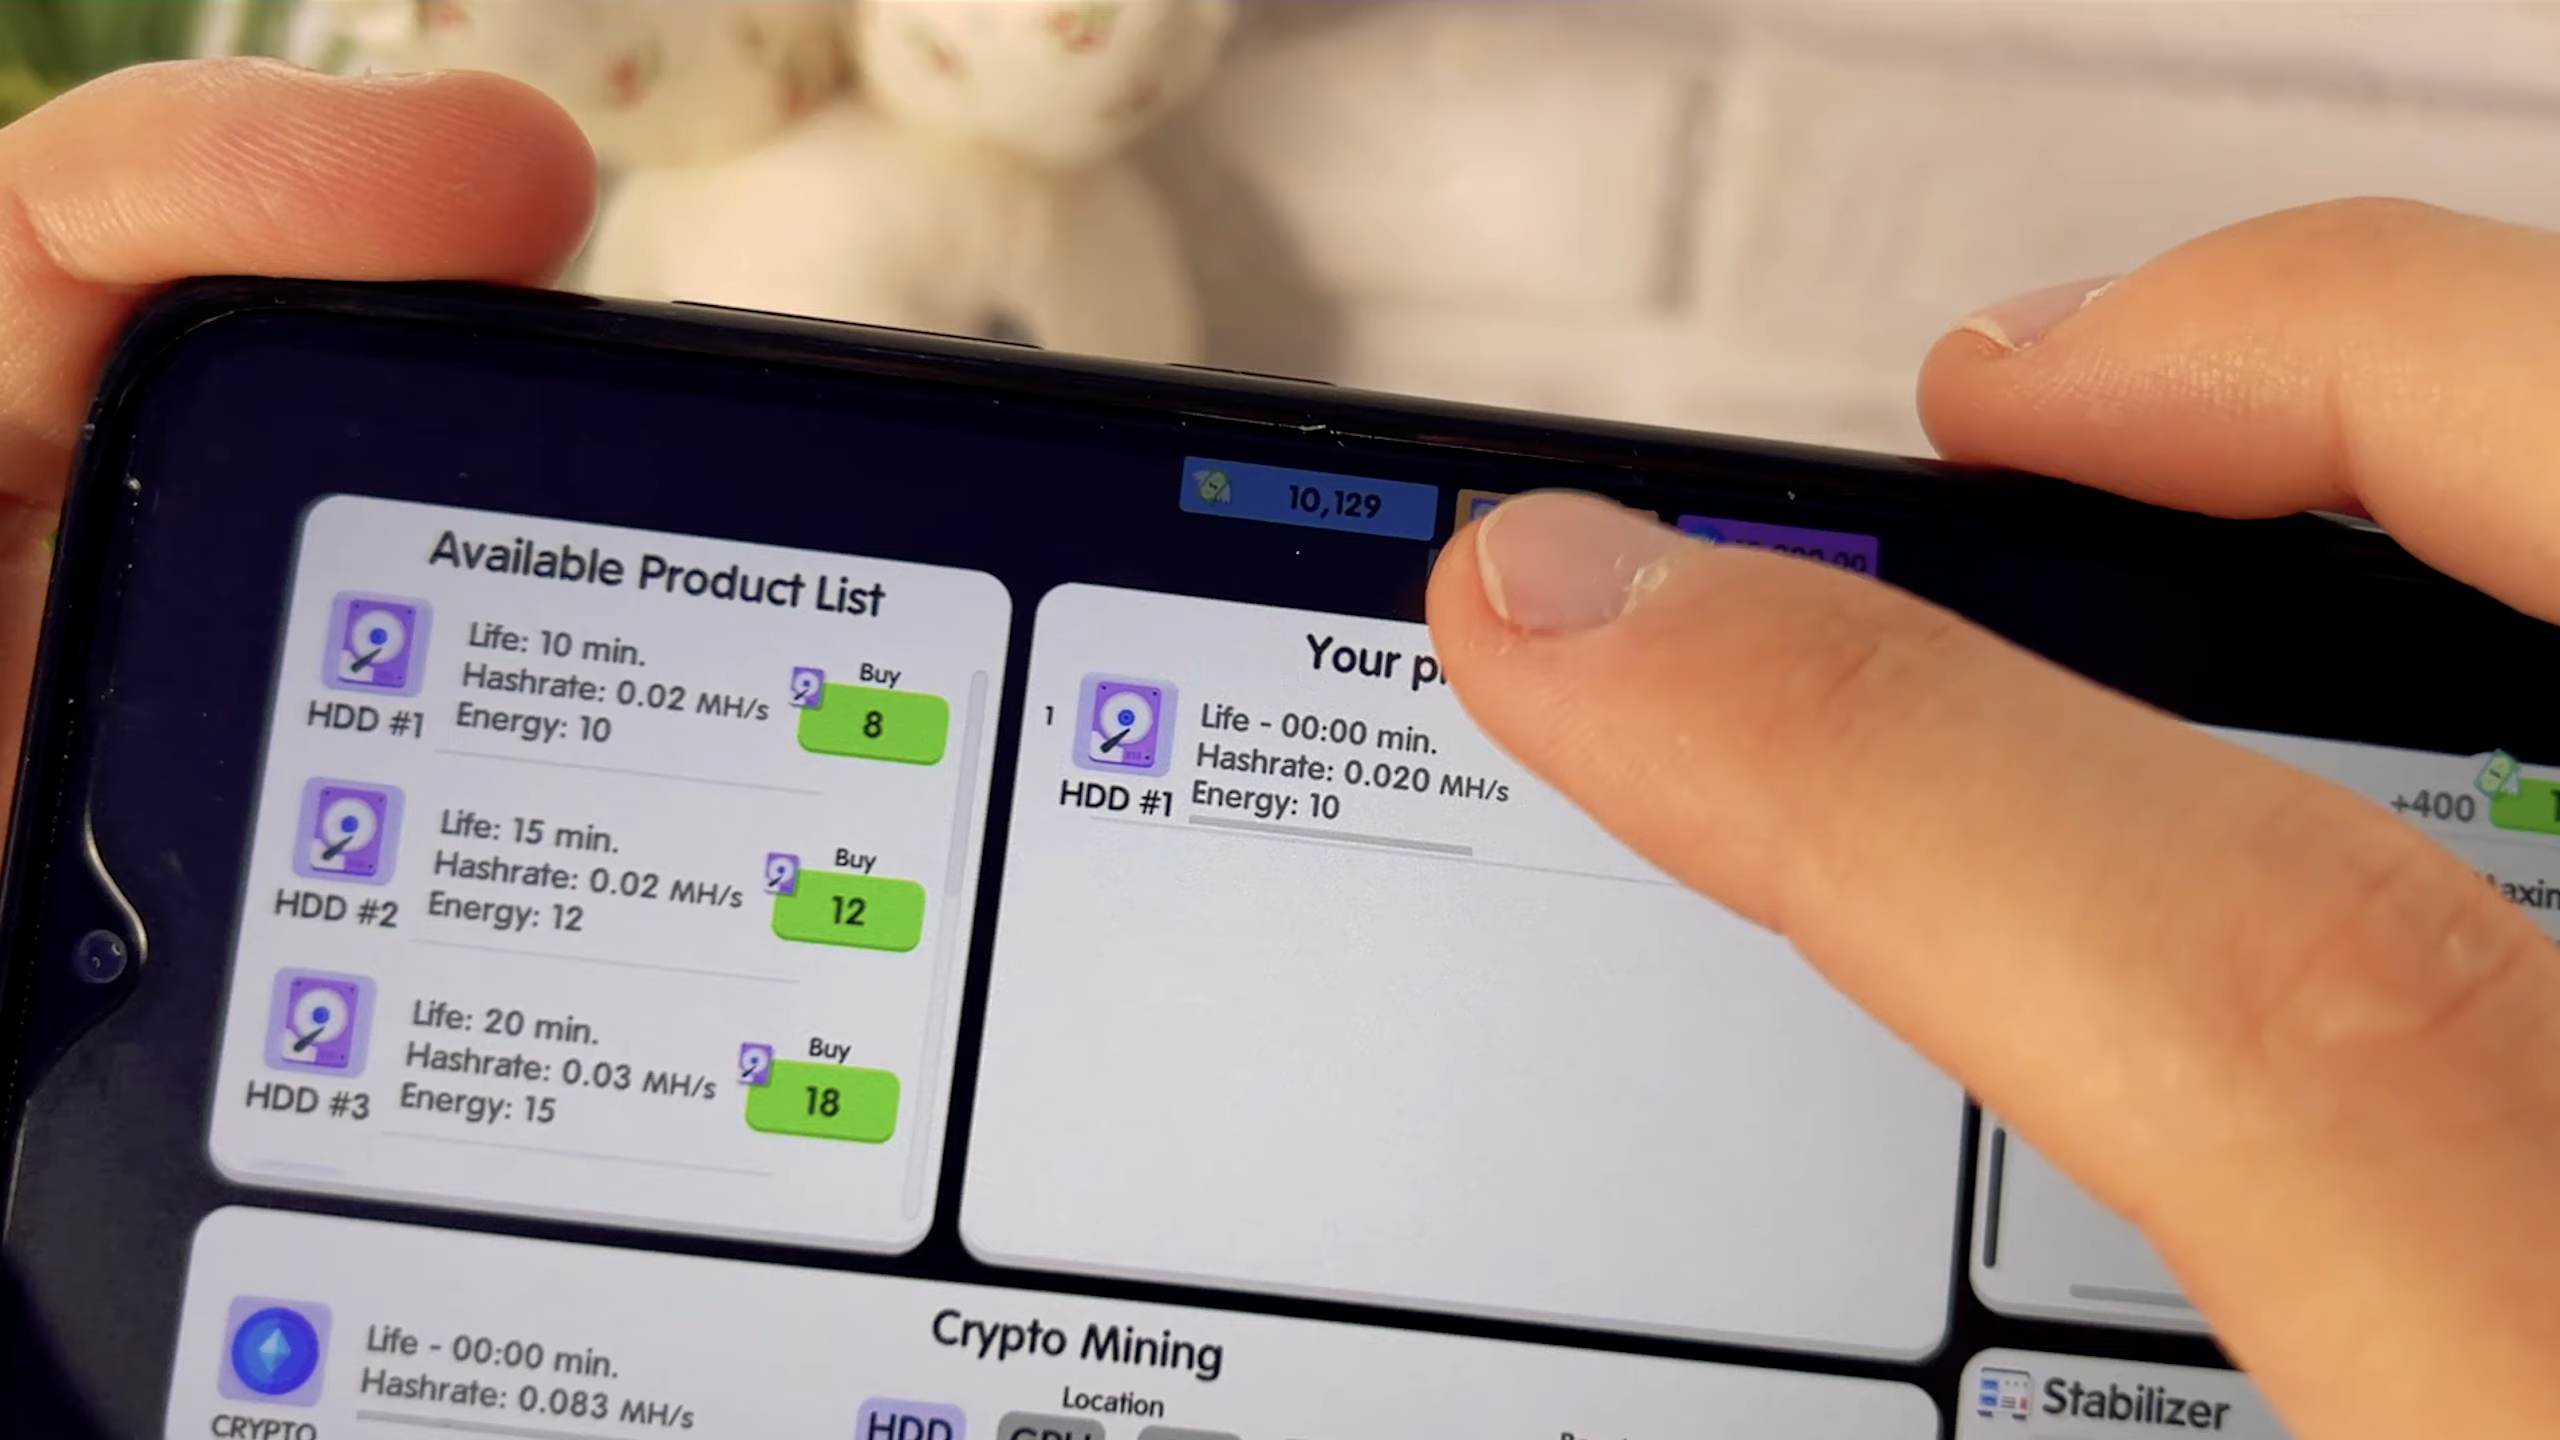 10,129
Available Product List
HDD #1
Life: 10 min.
Hashrate: 0.02 MH/s
Energy: 10
Buy
8
HDD #2
Life: 15 min.
Hashrate: 0.02 MH/s
Energy: 12
Buy
12
HDD #3
Life: 20 min.
Hashrate: 0.03 MH/s
Energy: 15
Buy
18
Your
1
HDD #1
Life - 00:00 min.
Hashrate: 0.020 MH/s
Energy: 10
+400
Crypto Mining
CRYPTO
Life - 00:00 min.
Hashrate: 0.083 MH/s
Location
HDD
GPU
Stabilizer